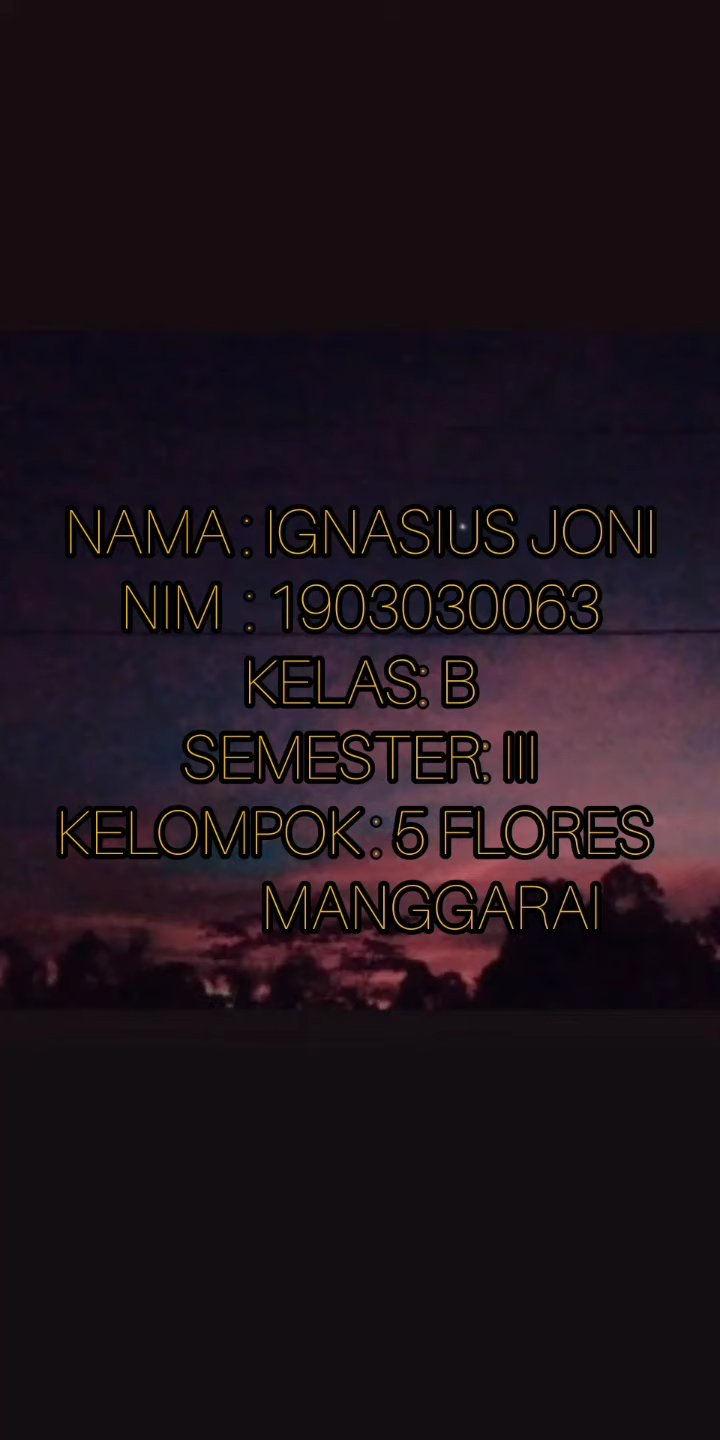 NAMA : IGNASIUS JONI
NIM : 1903030063
KELAS: B
SEMESTER: III
KELOMPOK : 5 FLORES
MANGGARAI